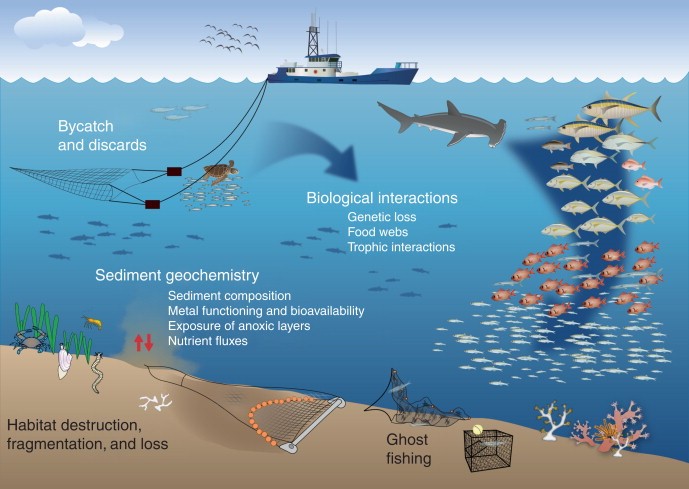 Bycatch
and discards
Biological interactions
Genetic loss
Food webs
Trophic interactions
Sediment geochemistry
Sediment composition
Metal functioning and bioavailability
Exposure of anoxic layers
Nutrient fluxes
Habitat destruction,
fragmentation, and loss
Ghost
fishing